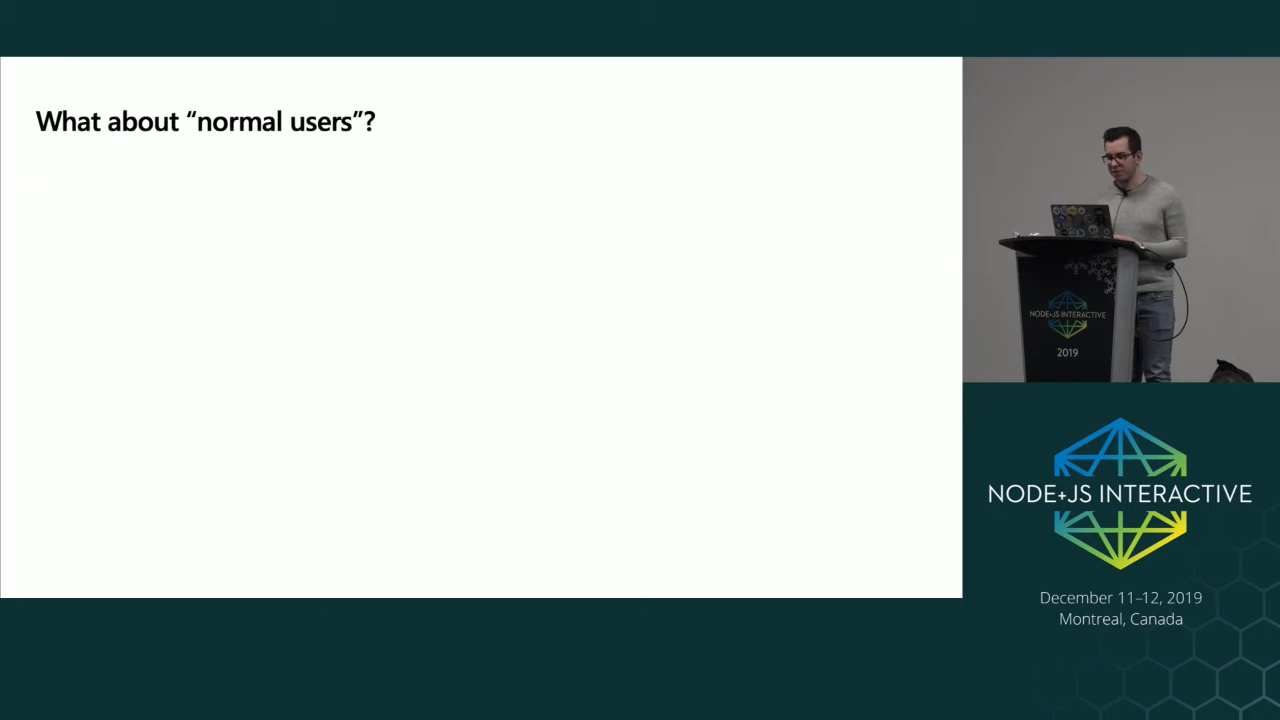 What about “normal users”?
NODE+JS INTERACTIVE
2019
NODE+JS INTERACTIVE
December 11–12, 2019
Montreal, Canada